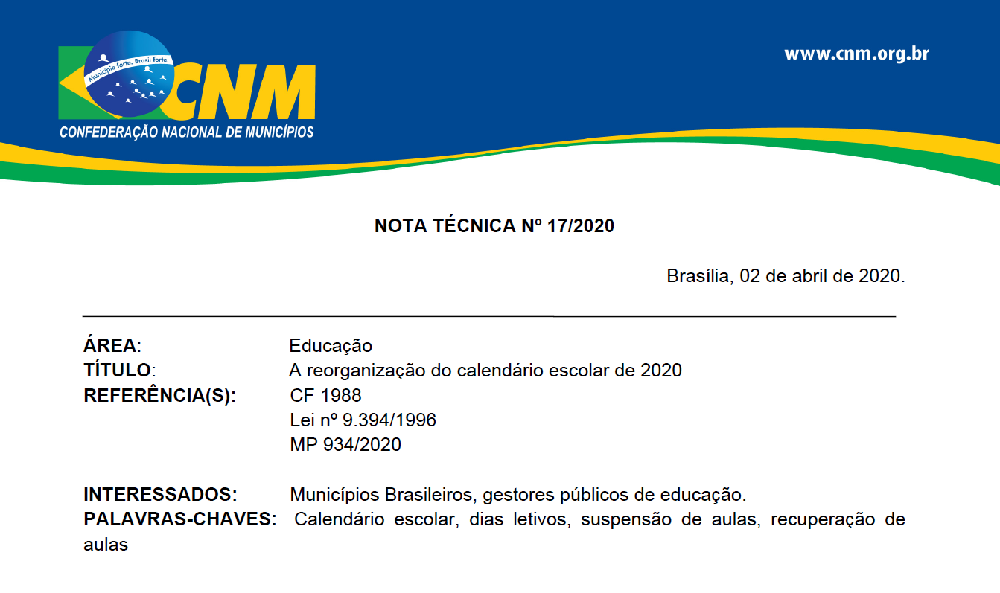 www.cnm.org.br
Município forte. Brasil forte.
CNM
CONFEDERAÇÃO NACIONAL DE MUNICÍPIOS
NOTA TÉCNICA Nº 17/2020
Brasília, 02 de abril de 2020.
ÁREA: Educação
TÍTULO: A reorganização do calendário escolar de 2020
REFERÊNCIA(S): CF 1988
Lei nº 9.394/1996
MP 934/2020
INTERESSADOS: Municípios Brasileiros, gestores públicos de educação.
PALAVRAS-CHAVES: Calendário escolar, dias letivos, suspensão de aulas, recuperação de
aulas